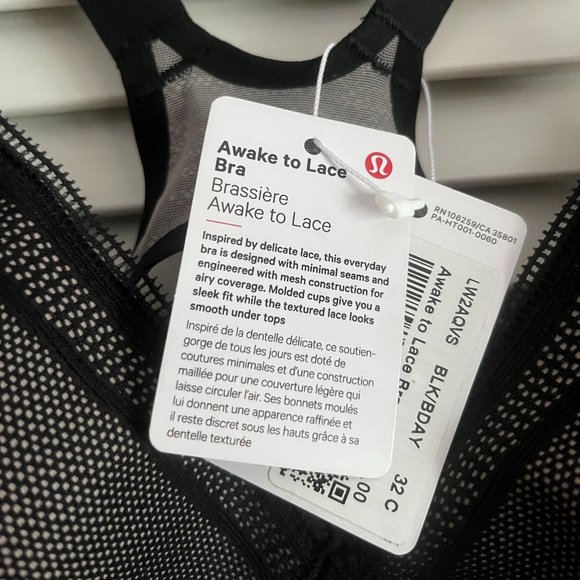 Awake to Lace
Bra
Brassière
Awake to Lace
Inspired by delicate lace, this everyday
bra is designed with minimal seams and
engineered with mesh construction for
airy coverage. Molded cups give you a
sleek fit while the textured lace looks
smooth under tops
Inspiré de la dentelle délicate, ce soutien-
gorge de tous les jours est doté de
coutures minimales et d'une construction
maillée pour une couverture légère qui
laisse circuler l'air. Ses bonnets moulés
lui donnent une apparence raffinée et
il reste discret sous les hauts grâce à sa
dentelle texturée
RN106259/CA35801
PA-HT001-0060
LW2AQVS BLK/BDAY 32 C
Awake to Lace Bra
00